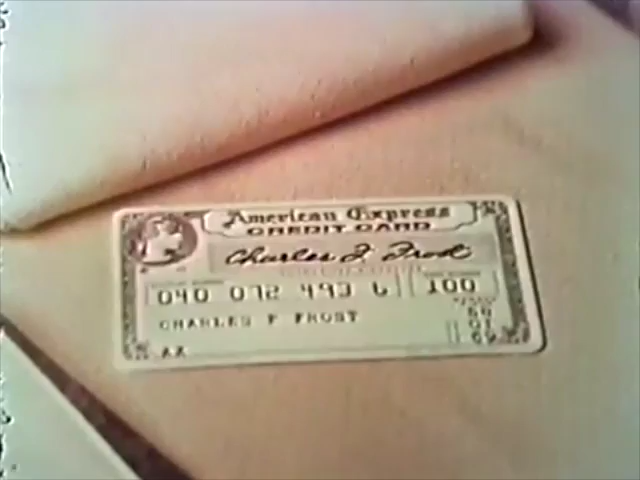 American Express
CREDIT CARD
Charles F. Frost
040 072 493 6 100
CHARLES F FROST
AX